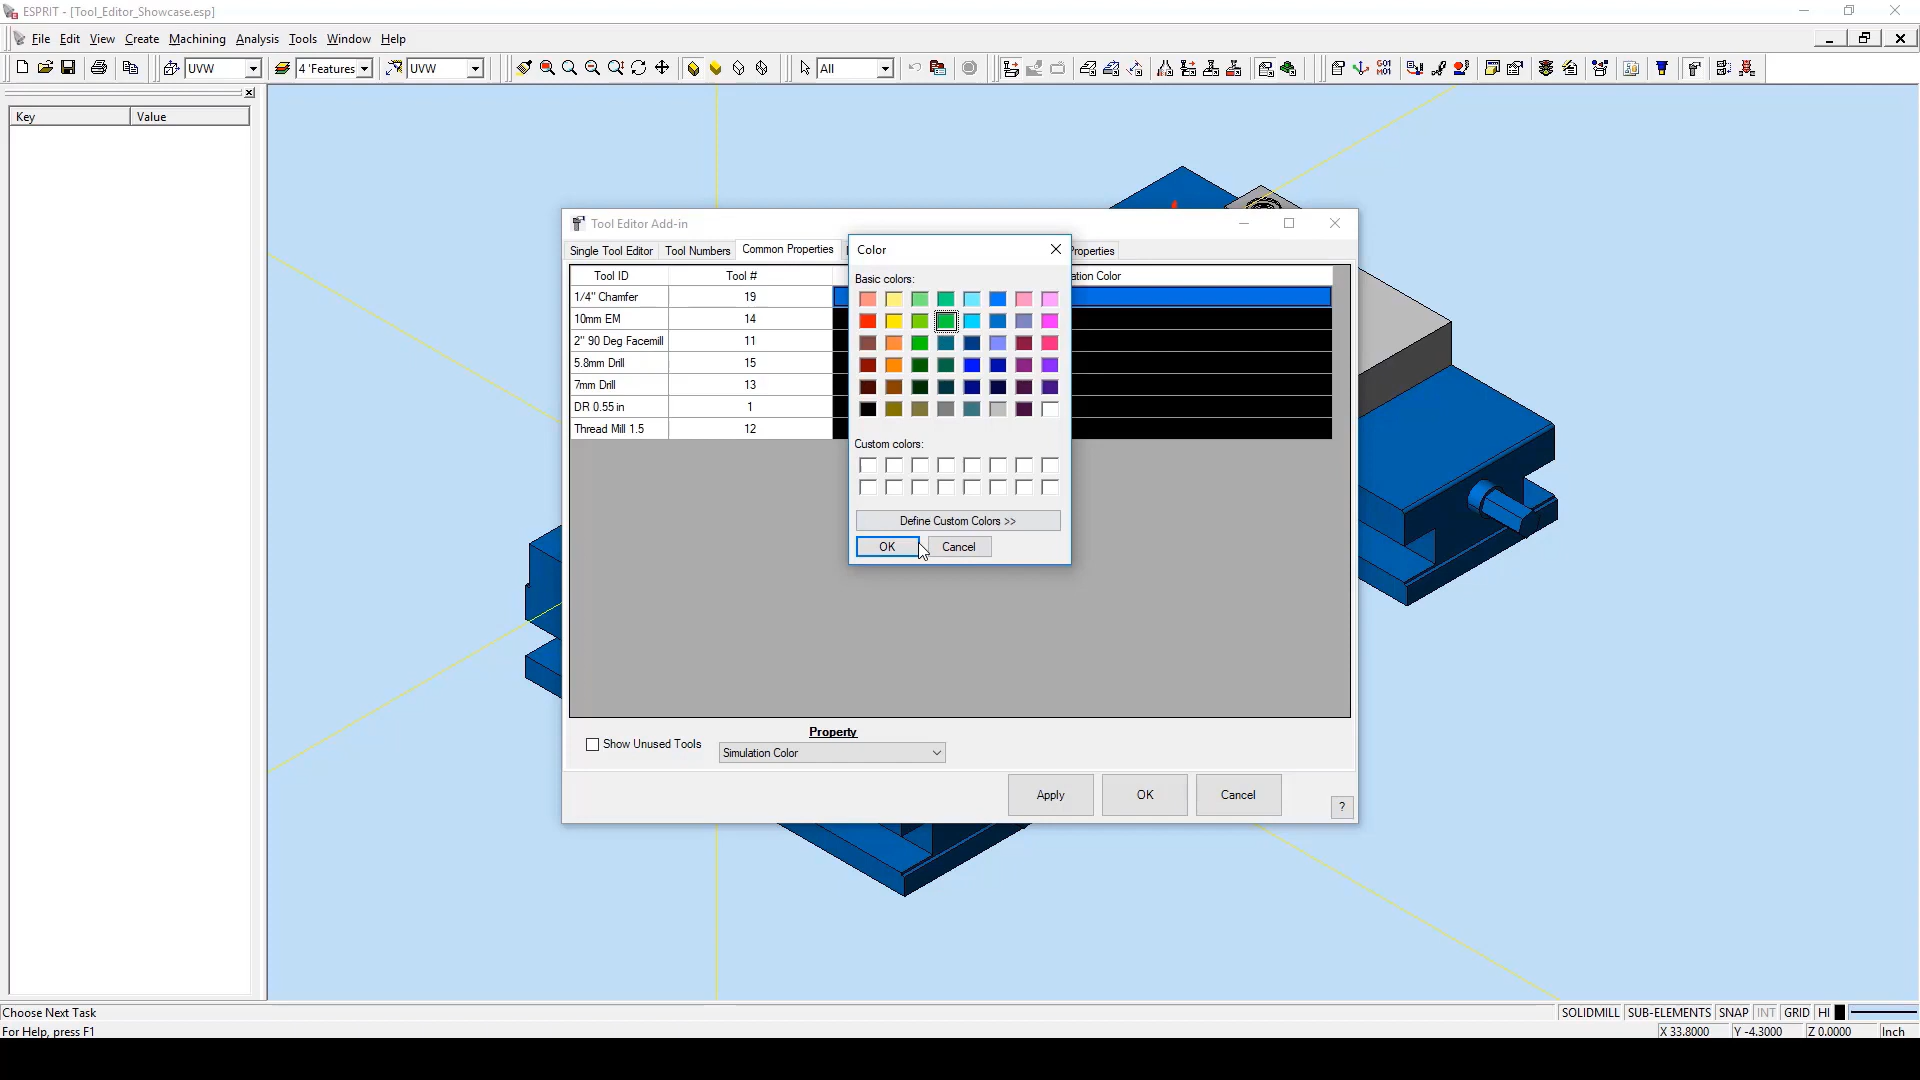 ESPRIT - [Tool_Editor_Showcase.esp]
File Edit View Create Machining Analysis Tools Window Help
UVW 4 'Features UVW All G01 M01
Key Value
Tool Editor Add-in
Single Tool Editor Tool Numbers Common Properties Properties
Tool ID Tool # ation Color
1/4" Chamfer 19
10mm EM 14
2" 90 Deg Facemill 11
5.8mm Drill 15
7mm Drill 13
DR 0.55 in 1
Thread Mill 1.5 12
Color
Basic colors:
Custom colors:
Define Custom Colors >>
OK Cancel
Property
Show Unused Tools
Simulation Color
Apply OK Cancel
?
Choose Next Task SOLIDMILL SUB-ELEMENTS SNAP INT GRID HI
For Help, press F1 X 33.8000 Y -4.3000 Z 0.0000 Inch